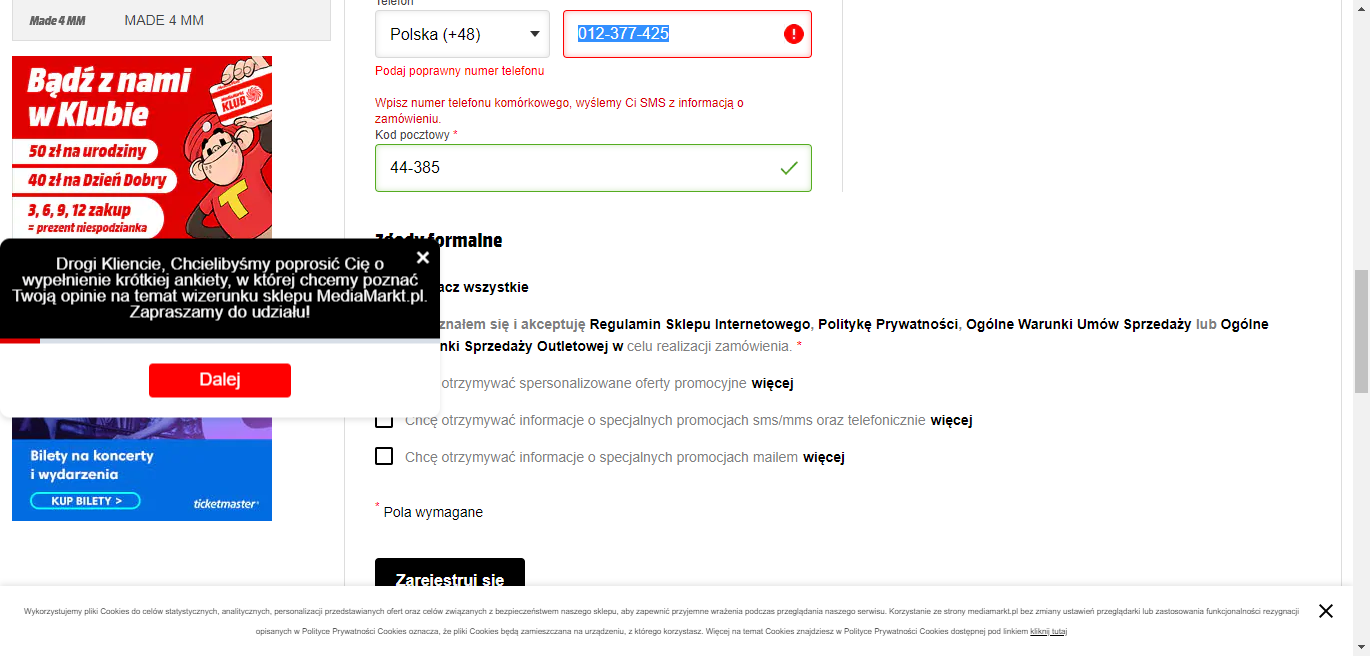 Made 4 MM
MADE 4 MM
Bądź z nami
w Klubie
KLUB
50 zł na urodziny
40 zł na Dzień Dobry
3, 6, 9, 12 zakup
= prezent niespodzianka
T
Drogi Kliencie, Chcielibyśmy poprosić Cię o
wypełnienie krótkiej ankiety, w której chcemy poznać
Twoją opinie na temat wizerunku sklepu MediaMarkt.pl.
Zapraszamy do udziału!
Dalej
Bilety na koncerty
i wydarzenia
KUP BILETY >
ticketmaster
Telefon
Polska (+48)
012-377-425
Podaj poprawny numer telefonu
Wpisz numer telefonu komórkowego, wyślemy Ci SMS z informacją o
zamówieniu.
Kod pocztowy *
44-385
Zgody formalne
acz wszystkie
znałem się i akceptuję Regulamin Sklepu Internetowego, Politykę Prywatności, Ogólne Warunki Umów Sprzedaży lub Ogólne
nki Sprzedaży Outletowej w celu realizacji zamówienia. *
otrzymywać spersonalizowane oferty promocyjne więcej
Chcę otrzymywać informacje o specjalnych promocjach sms/mms oraz telefonicznie więcej
Chcę otrzymywać informacje o specjalnych promocjach mailem więcej
* Pola wymagane
Zarejestruj się
Wykorzystujemy pliki Cookies do celów statystycznych, analitycznych, personalizacji przedstawianych ofert oraz celów związanych z bezpieczeństwem naszego sklepu, aby zapewnić przyjemne wrażenia podczas przeglądania naszego serwisu. Korzystanie ze strony mediamarkt.pl bez zmiany ustawień przeglądarki lub zastosowania funkcjonalności rezygnacji
opisanych w Polityce Prywatności Cookies oznacza, że pliki Cookies będą zamieszczana na urządzeniu, z którego korzystasz. Więcej na temat Cookies znajdziesz w Polityce Prywatności Cookies dostępnej pod linkiem kliknij tutaj